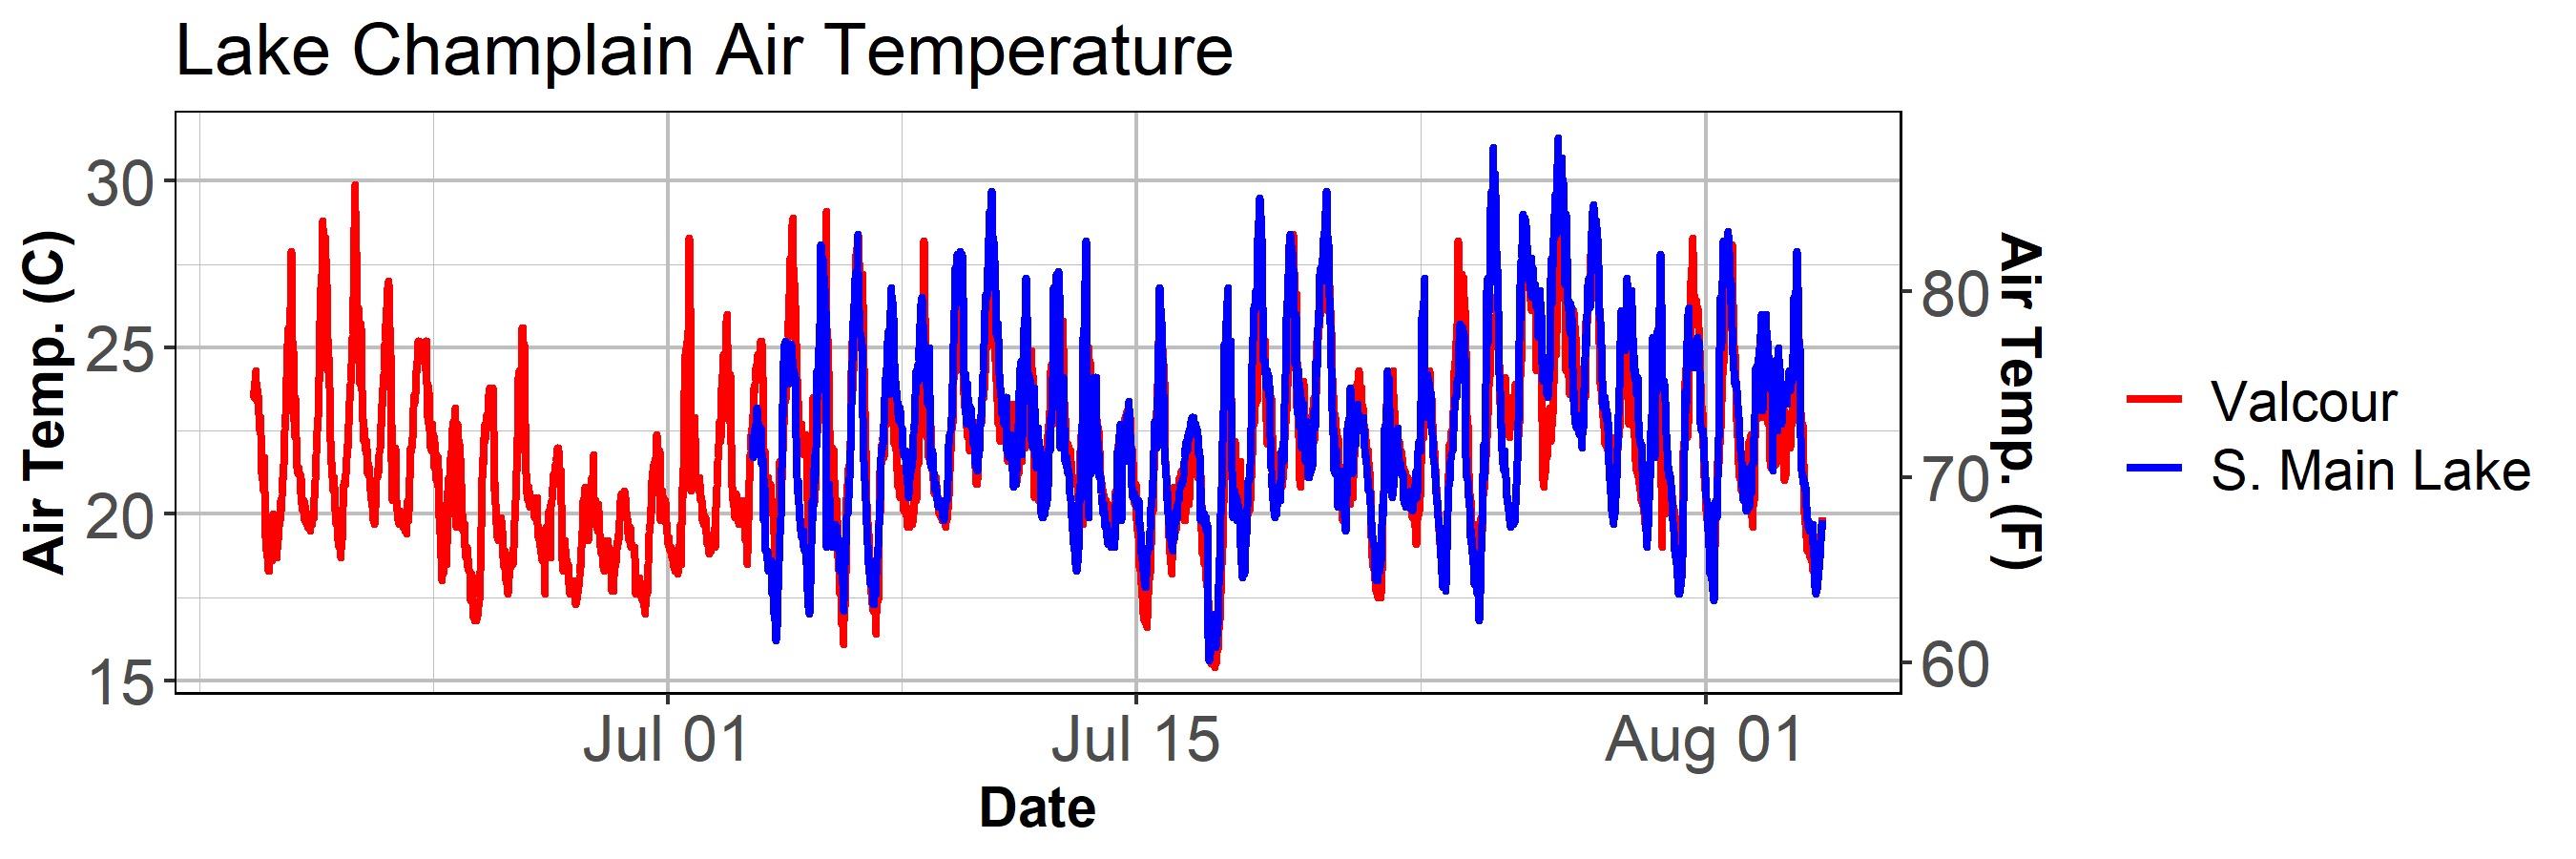 Lake Champlain Air Temperature
Air Temp. (C)
30
25
20
15
Jul 01
Jul 15
Aug 01
Date
80
70
60
Air Temp. (F)
Valcour
S. Main Lake